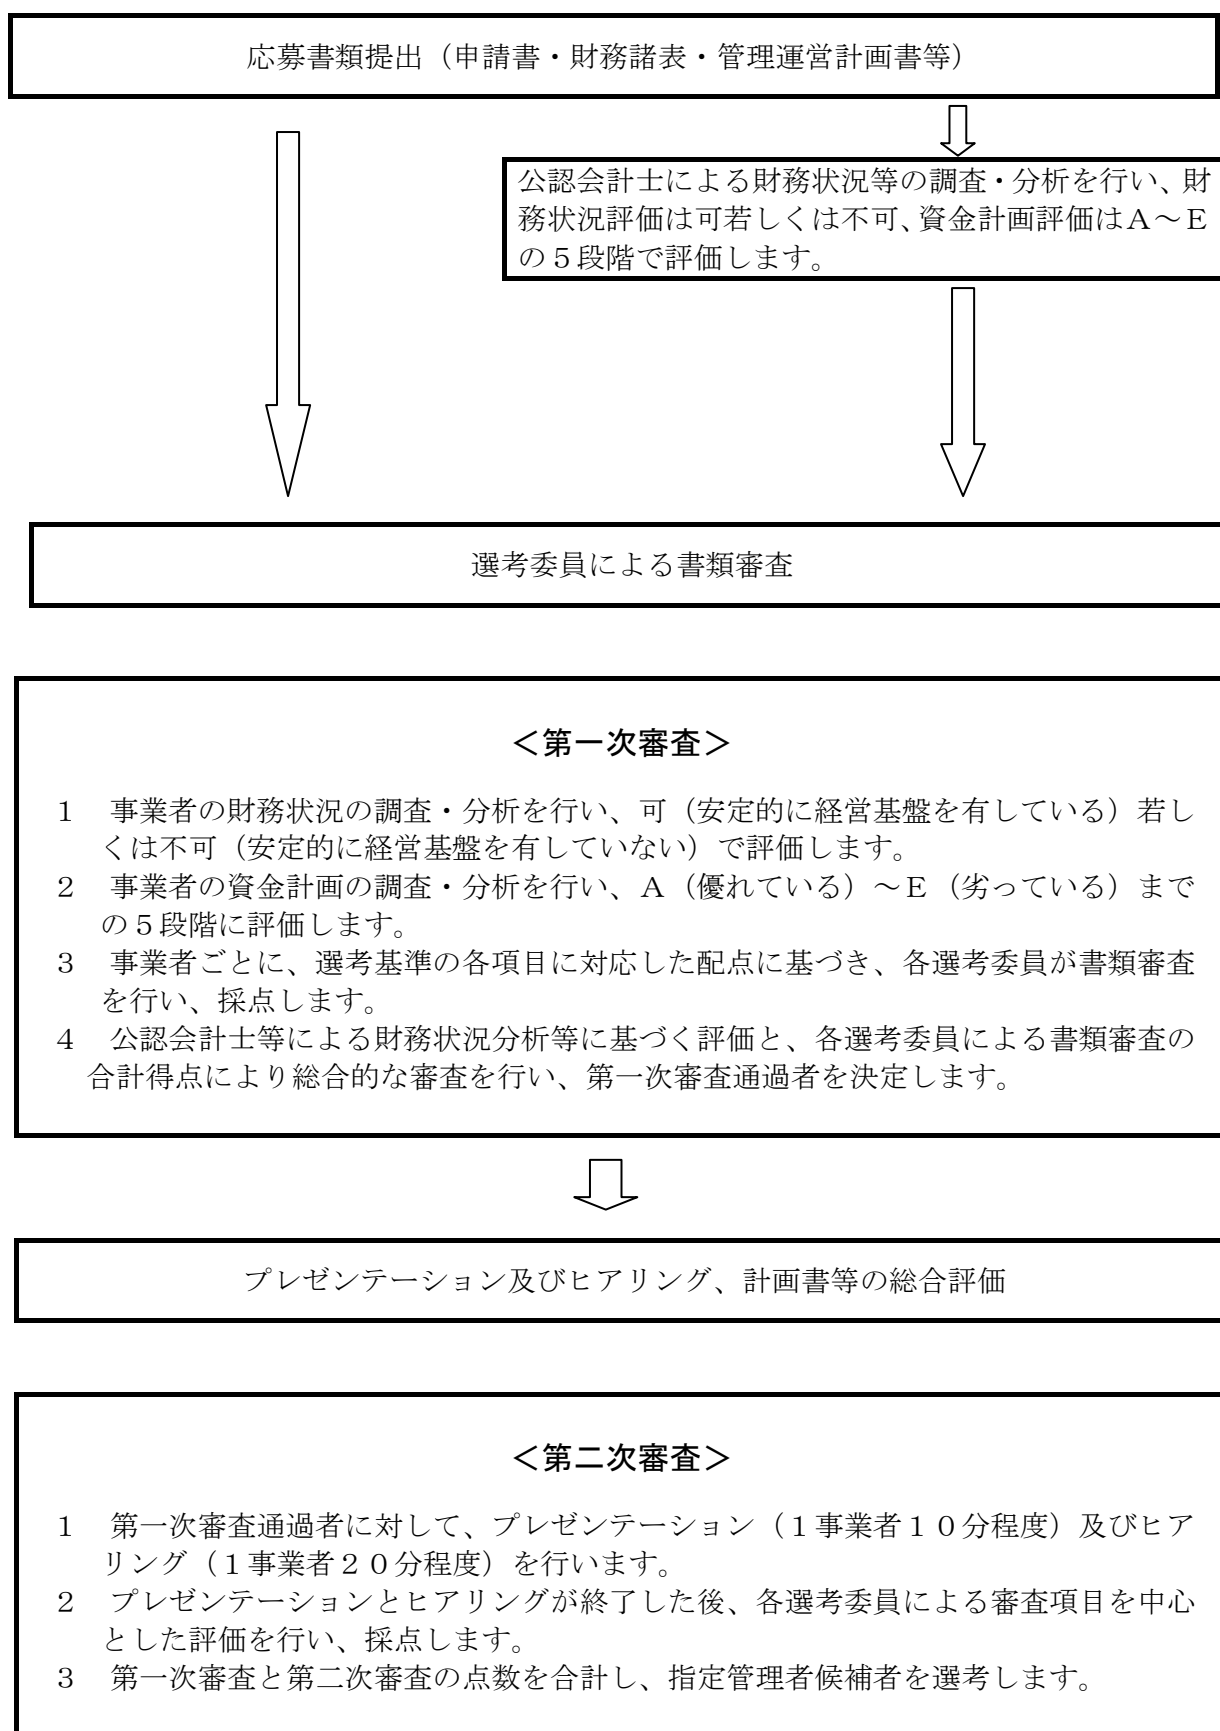 応募書類提出（申請書・財務諸表・管理運営計画書等）
公認会計士による財務状況等の調査・分析を行い、財
務状況評価は可若しくは不可、資金計画評価はＡ～Ｅ
の５段階で評価します。
選考委員による書類審査
＜第一次審査＞
１　事業者の財務状況の調査・分析を行い、可（安定的に経営基盤を有している）若し
くは不可（安定的に経営基盤を有していない）で評価します。
２　事業者の資金計画の調査・分析を行い、Ａ（優れている）～Ｅ（劣っている）まで
の５段階に評価します。
３　事業者ごとに、選考基準の各項目に対応した配点に基づき、各選考委員が書類審査
を行い、採点します。
４　公認会計士等による財務状況分析等に基づく評価と、各選考委員による書類審査の
合計得点により総合的な審査を行い、第一次審査通過者を決定します。
プレゼンテーション及びヒアリング、計画書等の総合評価
＜第二次審査＞
１　第一次審査通過者に対して、プレゼンテーション（１事業者１０分程度）及びヒア
リング（１事業者２０分程度）を行います。
２　プレゼンテーションとヒアリングが終了した後、各選考委員による審査項目を中心
とした評価を行い、採点します。
３　第一次審査と第二次審査の点数を合計し、指定管理者候補者を選考します。